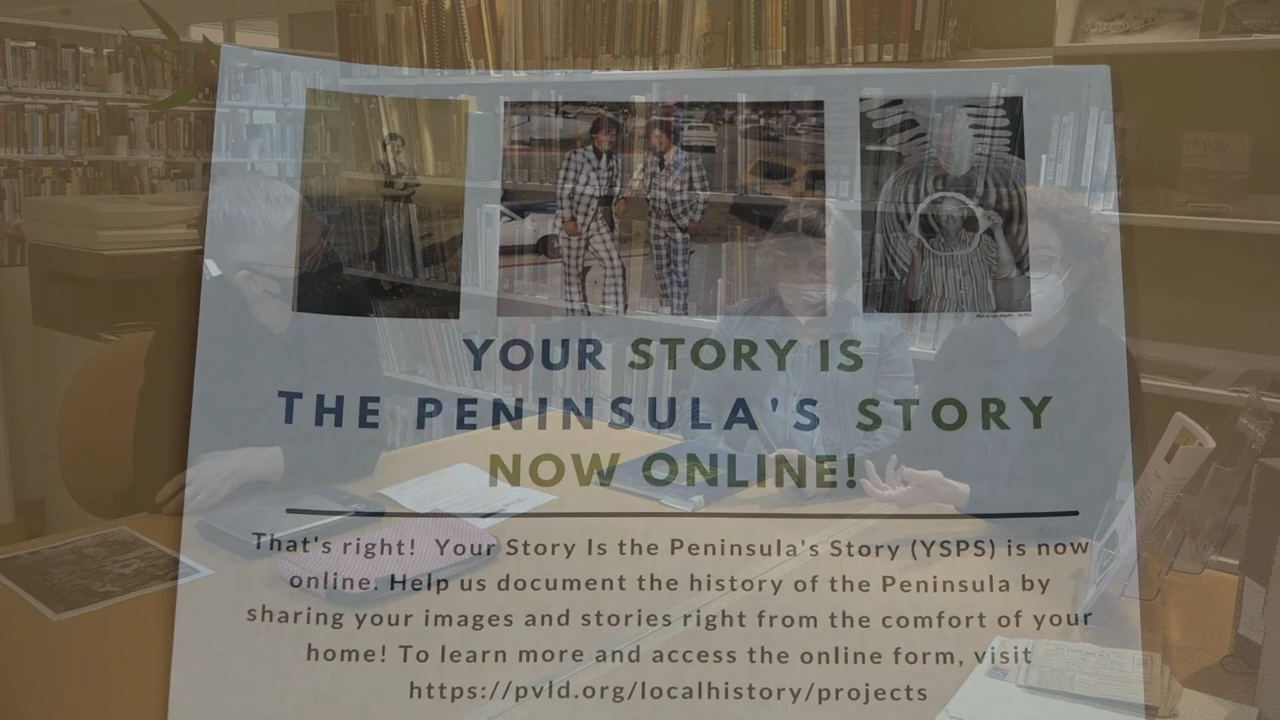 YOUR STORY IS
THE PENINSULA'S STORY
NOW ONLINE!
That's right! Your Story Is the Peninsula's Story (YSPS) is now
online. Help us document the history of the Peninsula by
sharing your images and stories right from the comfort of your
home! To learn more and access the online form, visit
https://pvld.org/localhistory/projects